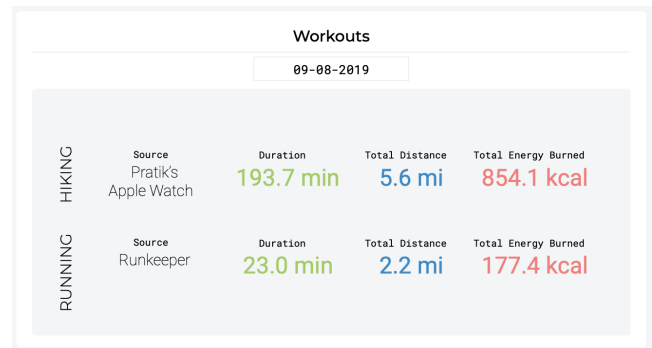 Workouts
09-08-2019
HIKING
Source
Pratik's
Apple Watch
Duration
193.7 min
Total Distance
5.6 mi
Total Energy Burned
854.1 kcal
RUNNING
Source
Runkeeper
Duration
23.0 min
Total Distance
2.2 mi
Total Energy Burned
177.4 kcal